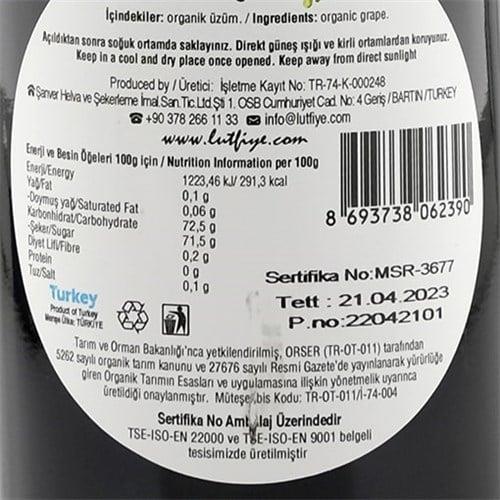 İçindekiler: organik üzüm. / Ingredients: organic grape.
Açıldıktan sonra soğuk ortamda saklayınız. Direkt güneş ışığı ve kirli ortamlardan koruyunuz.
Keep in a cool and dry place once opened. Keep away from direct sunlight
Produced by / Üretici: İşletme Kayıt No: TR-74-K-000248
Şanver Helva ve Şekerleme İmal.San.Tic.Ltd.Şti 1. OSB Cumhuriyet Cad. No: 4 Geriş / BARTIN /TURKEY
+90 378 266 11 33 info@lutfiye.com
www.lutfiye.com
Enerji ve Besin Öğeleri 100g için / Nutrition Information per 100g
Enerji/Energy 1223,46 kJ/ 291,3 kcal
Yağ/Fat 0,1 g
-Doymuş yağ/Saturated Fat 0,06 g
Karbonhidrat/Carbohydrate 72,5 g
-Şeker/Sugar 71,5 g
Diyet Lifi/Fibre 0,2 g
Protein 0 g
Tuz/Salt 0,1 g
8 693738 062390
Sertifika No:MSR-3677
Tett : 21.04.2023
P.no:22042101
Turkey
Product of Turkey
Menşe Ülke: TÜRKİYE
Tarım ve Orman Bakanlığı'nca yetkilendirilmiş, ORSER (TR-OT-011) tarafından
5262 sayılı organik tarım kanunu ve 27676 sayılı Resmi Gazete'de yayınlanarak yürürlüğe
giren Organik Tarımın Esasları ve uygulamasına ilişkin yönetmelik uyarınca
üretildiği onaylanmıştır. Müteşebbis Kodu: TR-OT-011/İ-74-004
Sertifika No Ambalaj Üzerindedir
TSE-ISO-EN 22000 ve TSE-ISO-EN 9001 belgeli
tesisimizde üretilmiştir